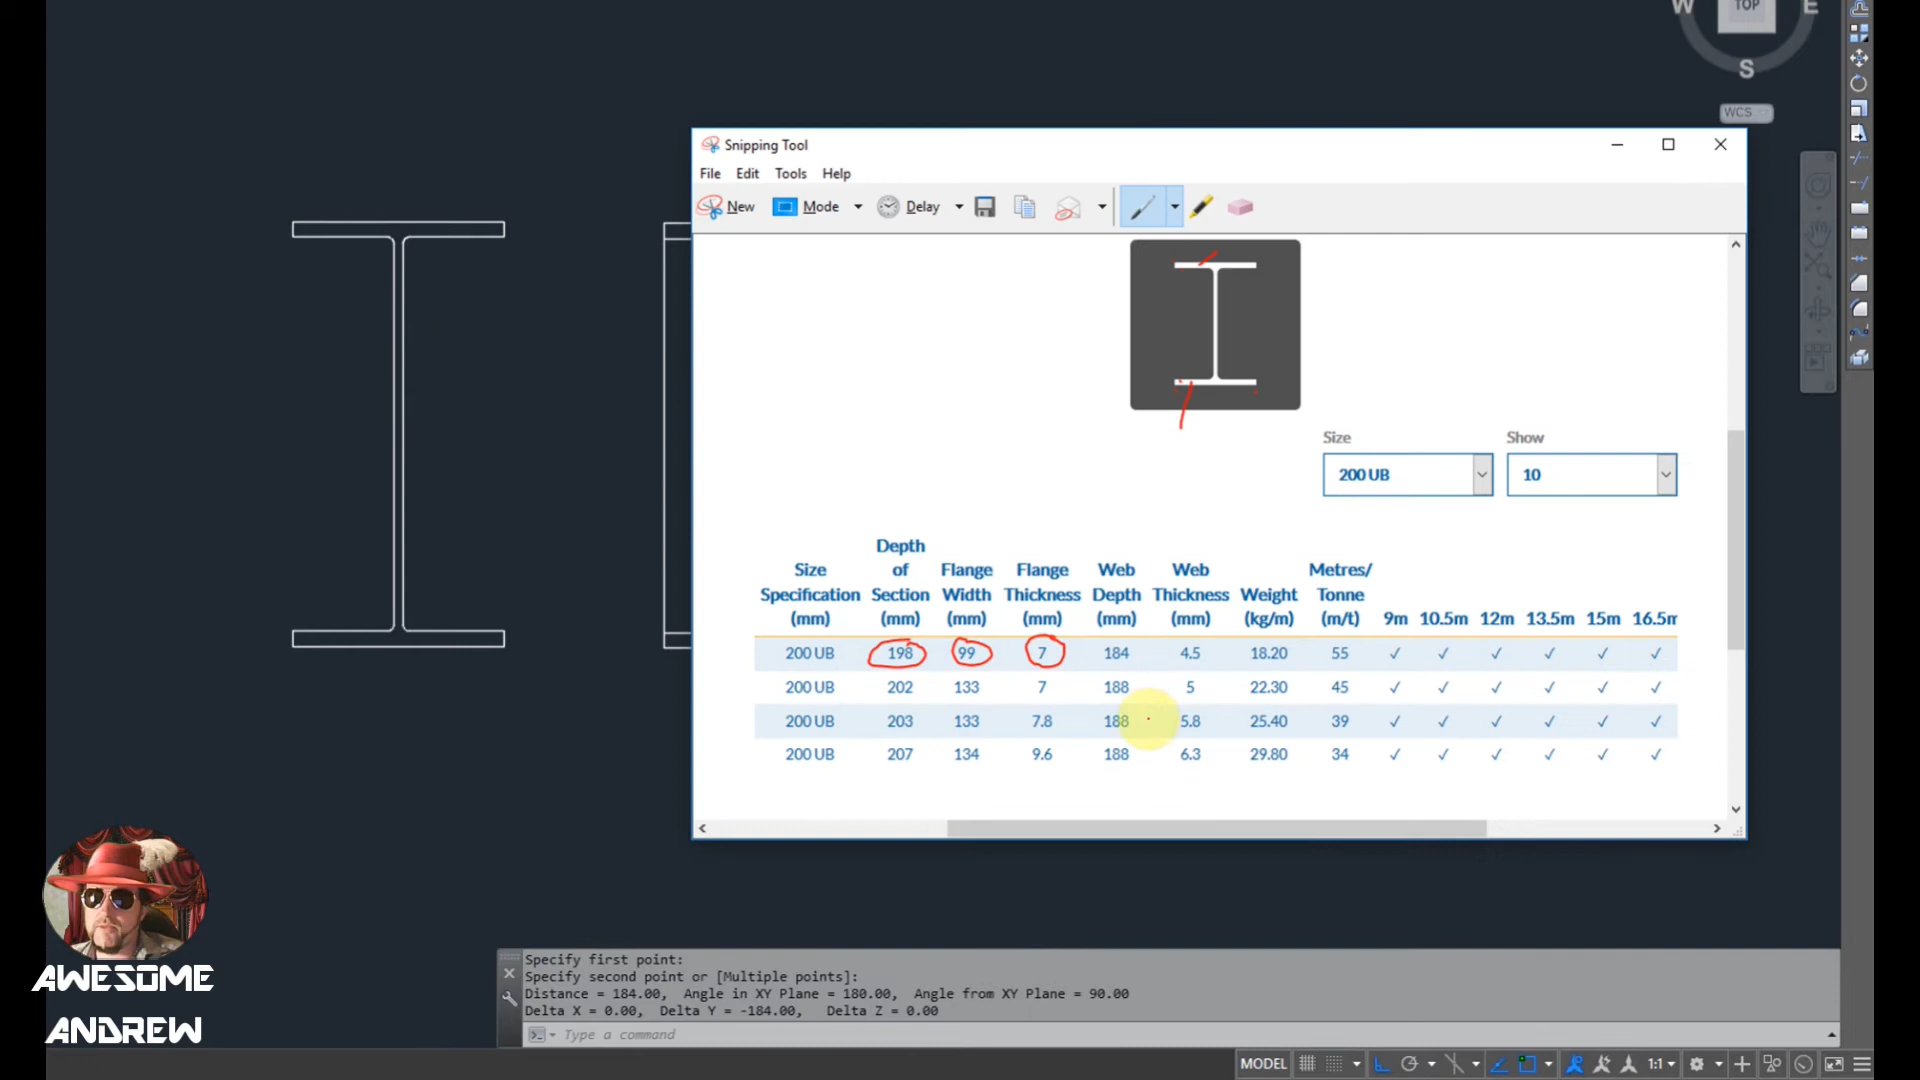 W TOP E
S
WCS
Snipping Tool
File Edit Tools Help
New Mode Delay
Size Show
200 UB 10
Size Specification (mm) Depth of Section (mm) Flange Width (mm) Flange Thickness (mm) Web Depth (mm) Web Thickness (mm) Weight (kg/m) Metres/ Tonne (m/t) 9m 10.5m 12m 13.5m 15m 16.5m
200 UB 198 99 7 184 4.5 18.20 55 ✓ ✓ ✓ ✓ ✓ ✓
200 UB 202 133 7 188 5 22.30 45 ✓ ✓ ✓ ✓ ✓ ✓
200 UB 203 133 7.8 188 5.8 25.40 39 ✓ ✓ ✓ ✓ ✓ ✓
200 UB 207 134 9.6 188 6.3 29.80 34 ✓ ✓ ✓ ✓ ✓ ✓
AWESOME
ANDREW
Specify first point:
Specify second point or [Multiple points]:
Distance = 184.00, Angle in XY Plane = 180.00, Angle from XY Plane = 90.00
Delta X = 0.00, Delta Y = -184.00, Delta Z = 0.00
Type a command
MODEL 1:1